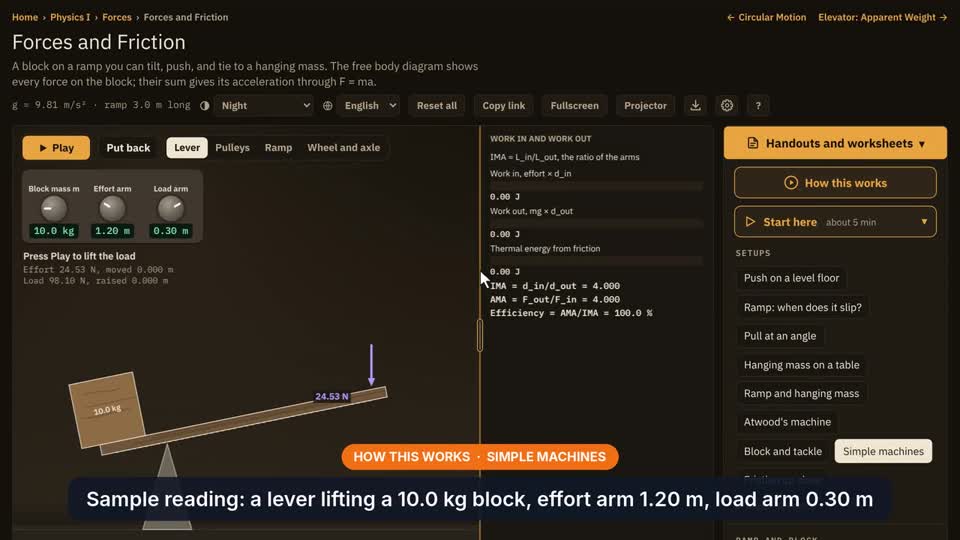 Home › Physics I › Forces › Forces and Friction
← Circular Motion
Elevator: Apparent Weight →
Forces and Friction
A block on a ramp you can tilt, push, and tie to a hanging mass. The free body diagram shows
every force on the block; their sum gives its acceleration through F = ma.
g = 9.81 m/s² · ramp 3.0 m long
Night
English
Reset all
Copy link
Fullscreen
Projector
?
Play
Put back
Lever
Pulleys
Ramp
Wheel and axle
Block mass m
Effort arm
Load arm
10.0 kg
1.20 m
0.30 m
Press Play to lift the load
Effort 24.53 N, moved 0.000 m
Load 98.10 N, raised 0.000 m
10.0 kg
24.53 N
WORK IN AND WORK OUT
IMA = L_in/L_out, the ratio of the arms
Work in, effort × d_in
0.00 J
Work out, mg × d_out
0.00 J
Thermal energy from friction
0.00 J
IMA = d_in/d_out = 4.000
AMA = F_out/F_in = 4.000
Efficiency = AMA/IMA = 100.0 %
Handouts and worksheets
How this works
Start here about 5 min
SETUPS
Push on a level floor
Ramp: when does it slip?
Pull at an angle
Hanging mass on a table
Ramp and hanging mass
Atwood's machine
Block and tackle
Simple machines
HOW THIS WORKS · SIMPLE MACHINES
Sample reading: a lever lifting a 10.0 kg block, effort arm 1.20 m, load arm 0.30 m